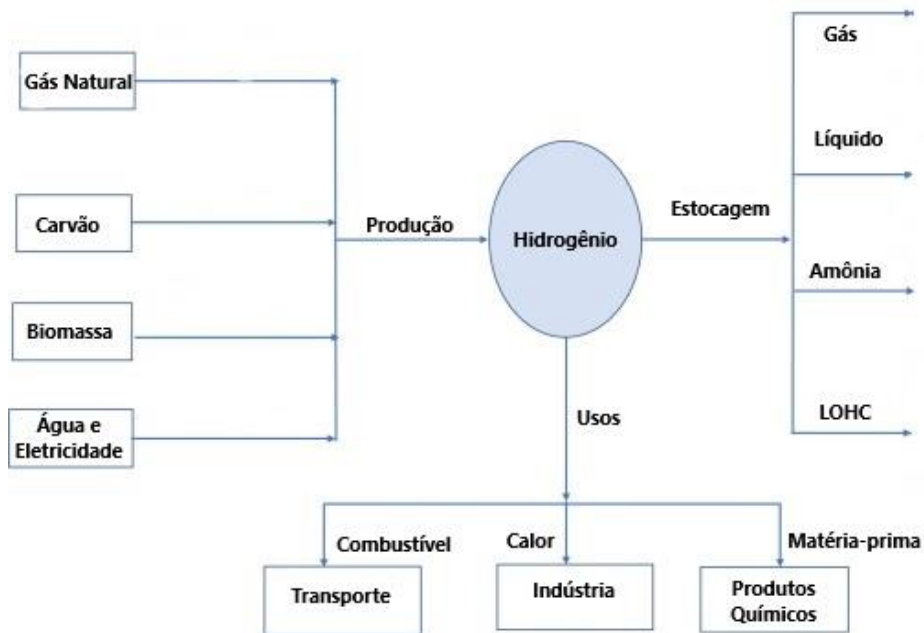 Gás Natural
Carvão
Biomassa
Água e
Eletricidade
Produção
Hidrogênio
Estocagem
Gás
Líquido
Amônia
LOHC
Usos
Combustível
Calor
Matéria-prima
Transporte
Indústria
Produtos
Químicos